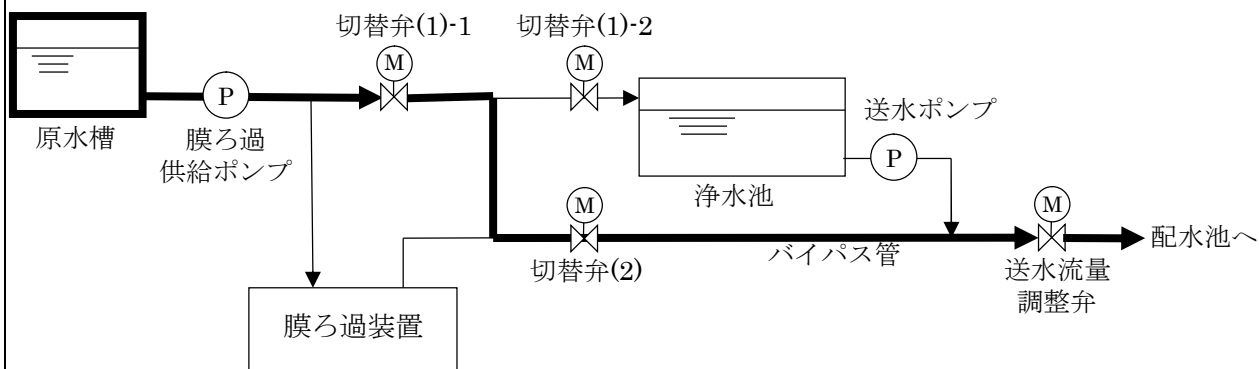 切替弁(1)-1
切替弁(1)-2
M
M
送水ポンプ
P
原水槽
膜ろ過
供給ポンプ
P
浄水池
M
M
配水池へ
バイパス管
切替弁(2)
送水流量
調整弁
膜ろ過装置